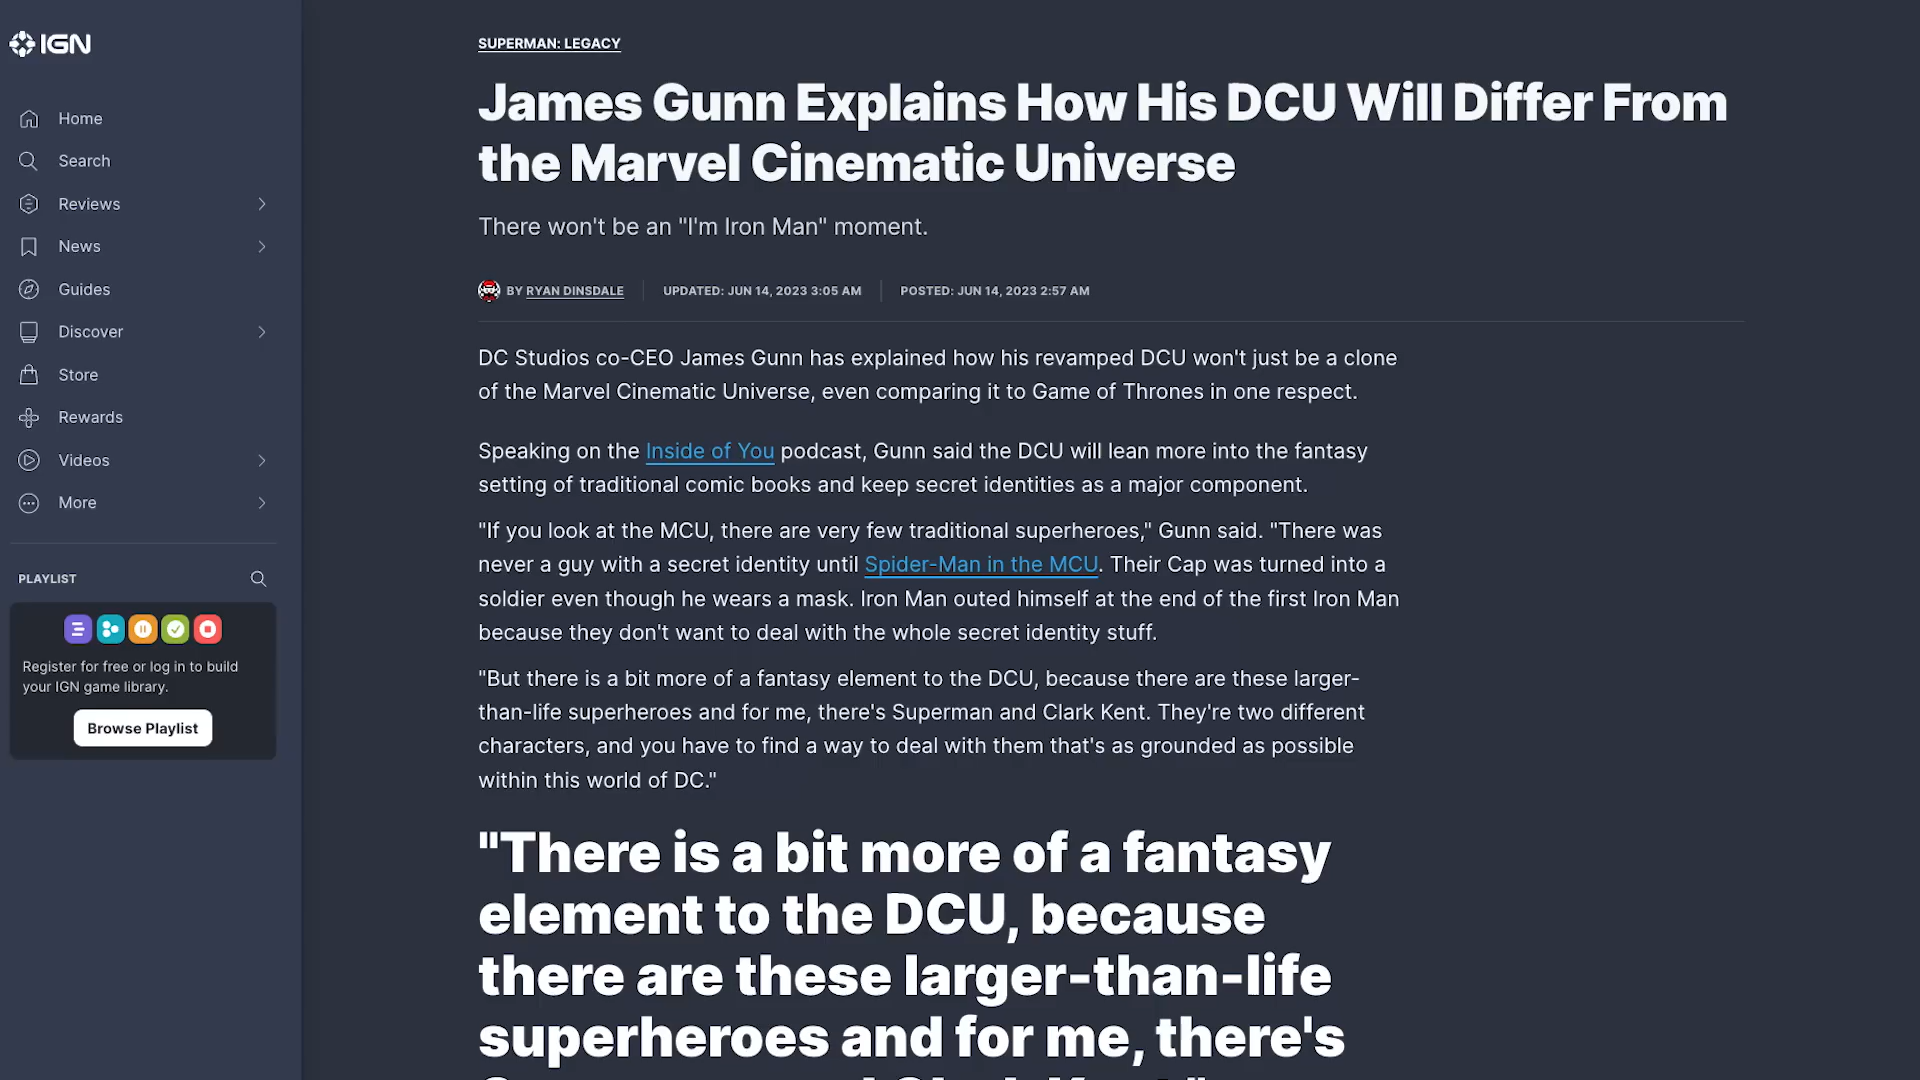 IGN
Home
Search
Reviews
News
Guides
Discover
Store
Rewards
Videos
More
PLAYLIST
Register for free or log in to build
your IGN game library.
Browse Playlist
SUPERMAN: LEGACY
James Gunn Explains How His DCU Will Differ From
the Marvel Cinematic Universe
There won't be an "I'm Iron Man" moment.
BY RYAN DINSDALE
UPDATED: JUN 14, 2023 3:05 AM
POSTED: JUN 14, 2023 2:57 AM
DC Studios co-CEO James Gunn has explained how his revamped DCU won't just be a clone
of the Marvel Cinematic Universe, even comparing it to Game of Thrones in one respect.
Speaking on the Inside of You podcast, Gunn said the DCU will lean more into the fantasy
setting of traditional comic books and keep secret identities as a major component.
"If you look at the MCU, there are very few traditional superheroes," Gunn said. "There was
never a guy with a secret identity until Spider-Man in the MCU. Their Cap was turned into a
soldier even though he wears a mask. Iron Man outed himself at the end of the first Iron Man
because they don't want to deal with the whole secret identity stuff.
"But there is a bit more of a fantasy element to the DCU, because there are these larger-
than-life superheroes and for me, there's Superman and Clark Kent. They're two different
characters, and you have to find a way to deal with them that's as grounded as possible
within this world of DC."
"There is a bit more of a fantasy
element to the DCU, because
there are these larger-than-life
superheroes and for me, there's